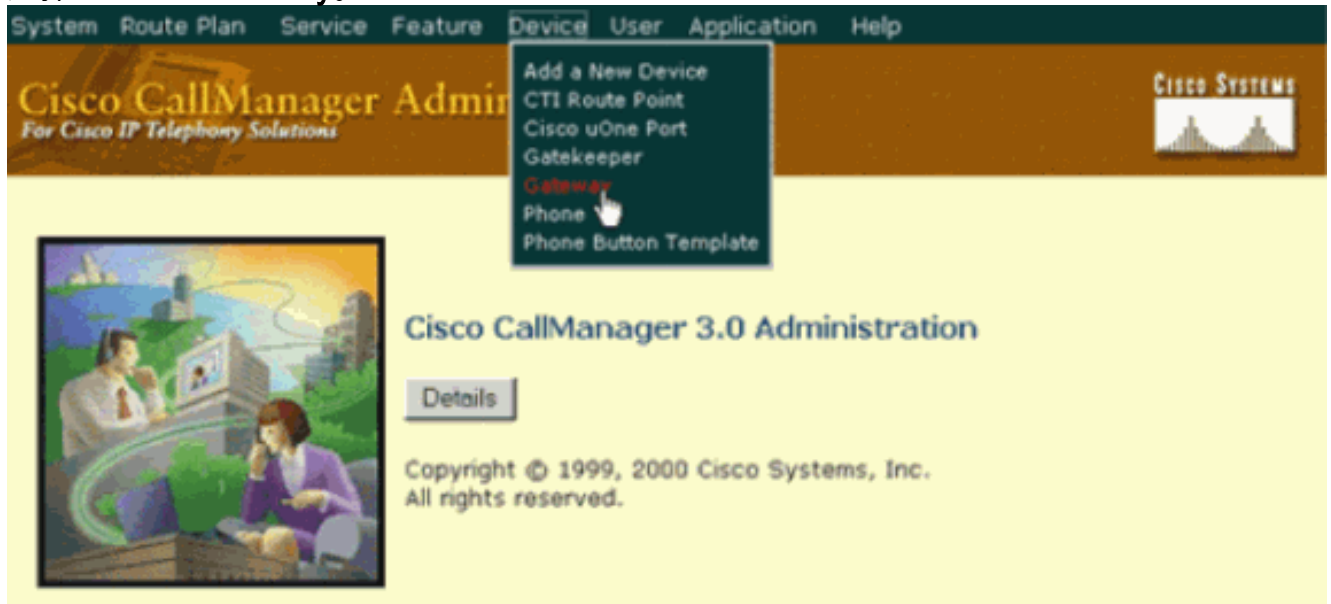 System Route Plan Service Feature Device User Application Help
Cisco CallManager Admin
For Cisco IP Telephony Solutions
Add a New Device
CTI Route Point
Cisco uOne Port
Gatekeeper
Gateway
Phone
Phone Button Template
CISCO SYSTEMS
Cisco CallManager 3.0 Administration
Details
Copyright © 1999, 2000 Cisco Systems, Inc.
All rights reserved.